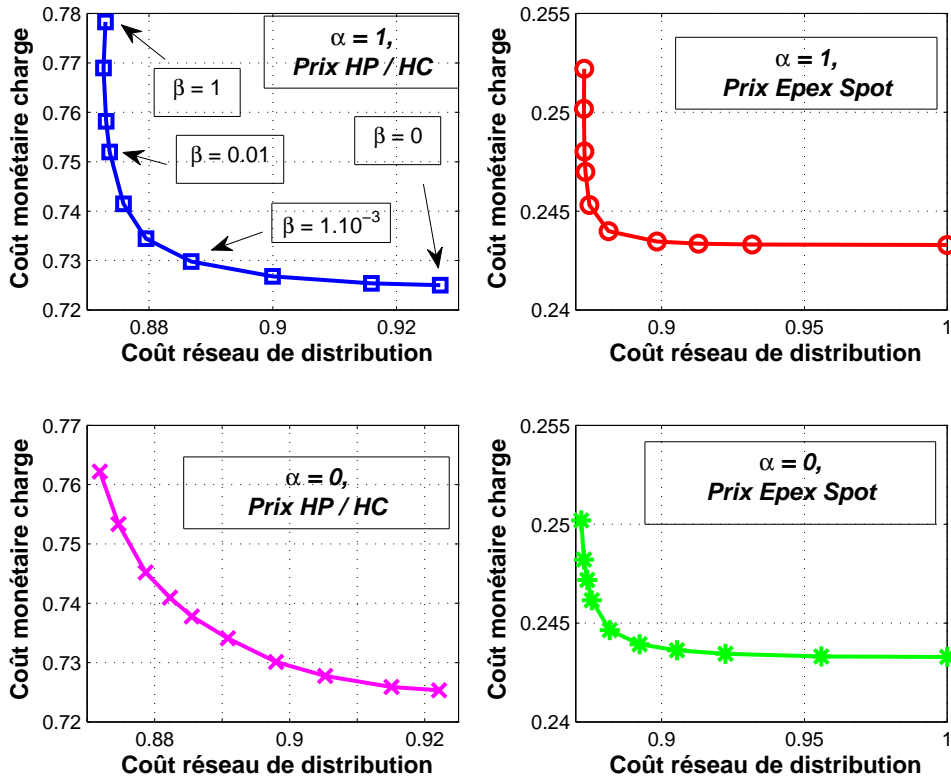 Coût monétaire charge
0.78
0.77
0.76
0.75
0.74
0.73
0.72
α = 1,
Prix HP / HC
β = 1
β = 0
β = 0.01
β = 1.10⁻³
0.88
0.9
0.92
Coût réseau de distribution
Coût monétaire charge
0.255
0.25
0.245
0.24
α = 1,
Prix Epex Spot
0.9
0.95
1
Coût réseau de distribution
Coût monétaire charge
0.77
0.76
0.75
0.74
0.73
0.72
α = 0,
Prix HP / HC
0.88
0.9
0.92
Coût réseau de distribution
Coût monétaire charge
0.255
0.25
0.245
0.24
α = 0,
Prix Epex Spot
0.9
0.95
1
Coût réseau de distribution